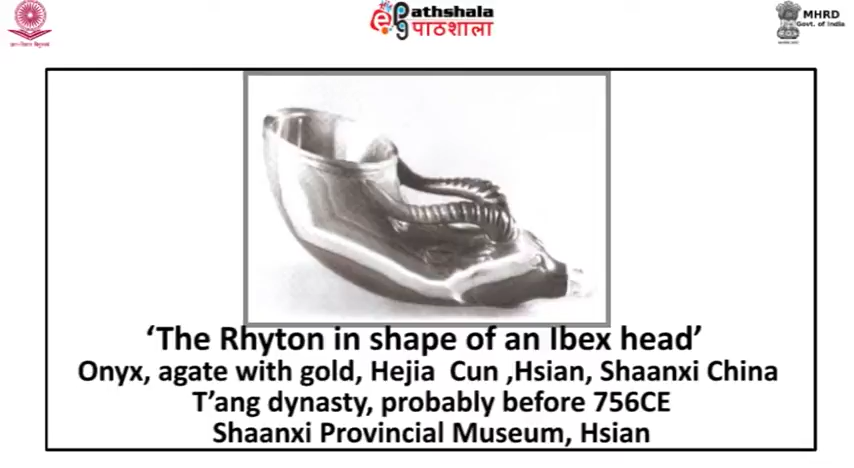 epathshala
पाठशाला
MHRD
Govt. of India
‘The Rhyton in shape of an Ibex head’
Onyx, agate with gold, Hejia Cun ,Hsian, Shaanxi China
T’ang dynasty, probably before 756CE
Shaanxi Provincial Museum, Hsian